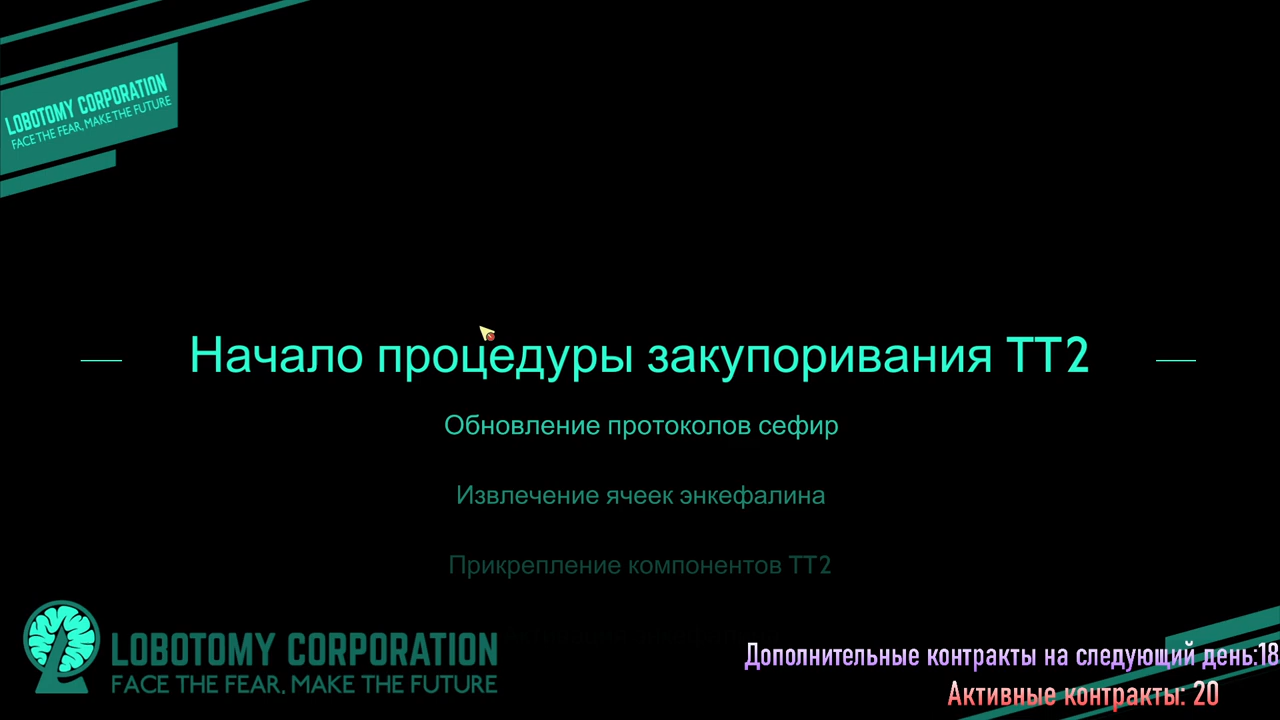 LOBOTOMY CORPORATION
FACE THE FEAR, MAKE THE FUTURE
Начало процедуры закупоривания TT2
Обновление протоколов сефир
Извлечение ячеек энкефалина
Прикрепление компонентов TT2
LOBOTOMY CORPORATION
FACE THE FEAR, MAKE THE FUTURE
Дополнительные контракты на следующий день:18
Активные контракты: 20